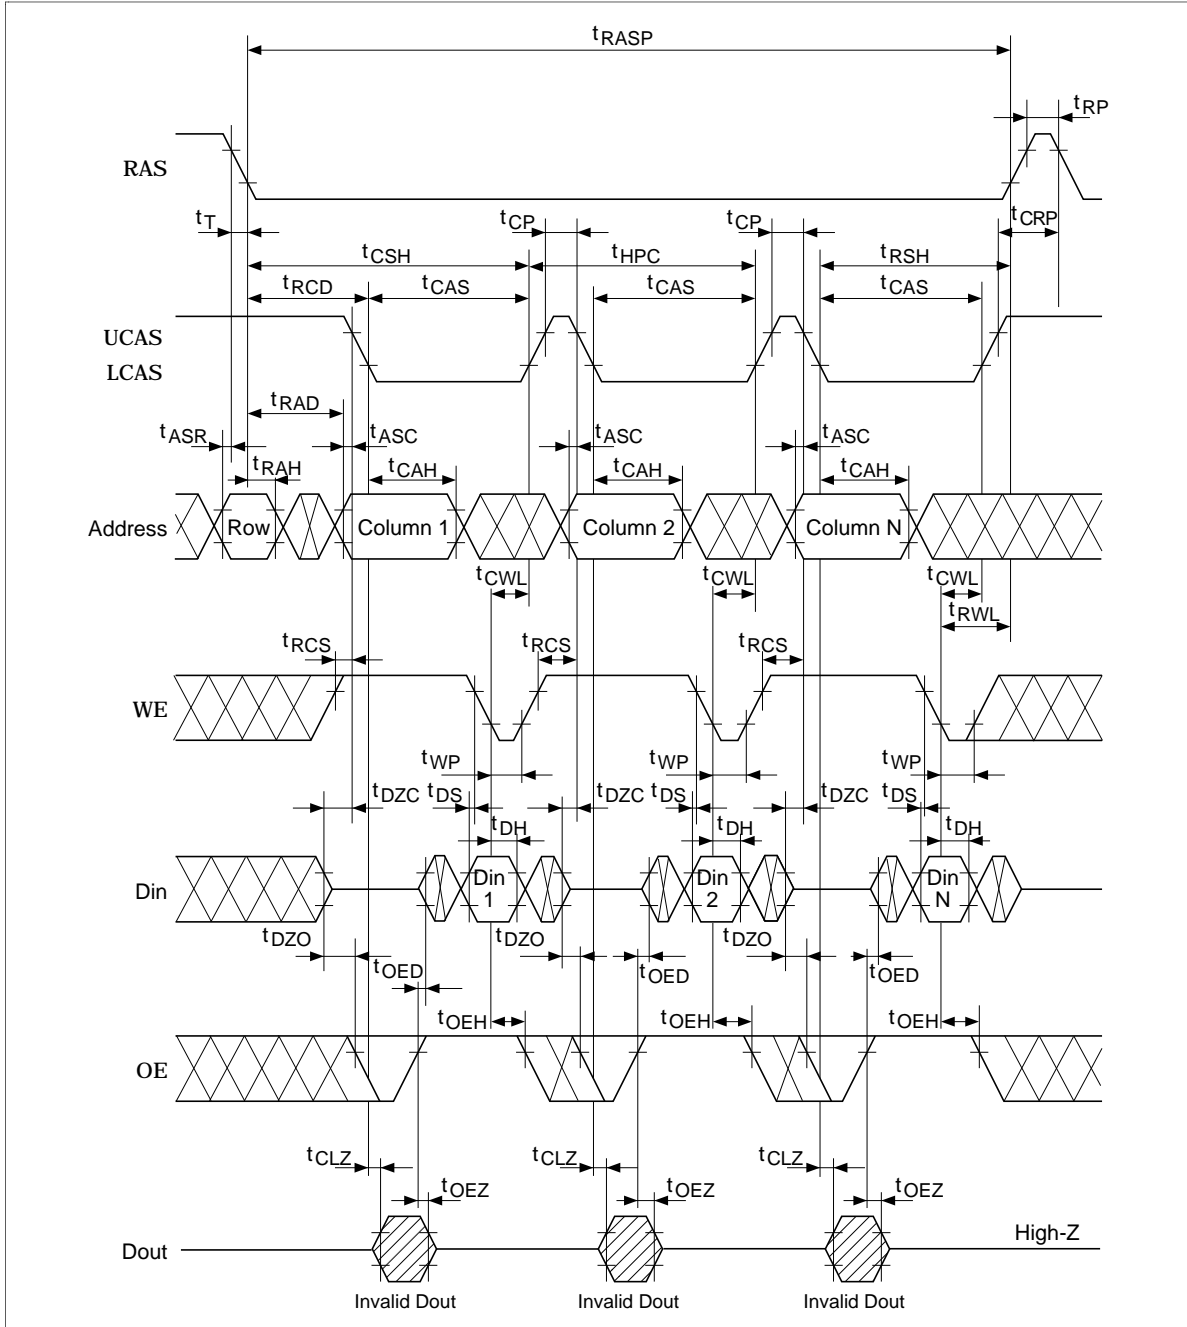 tRASP
tRP
RAS
tT
tCP
tCP
tCRP
tCSH
tHPC
tRSH
tRCD
tCAS
tCAS
tCAS
UCAS
LCAS
tRAD
tASR
tASC
tASC
tASC
tRAH
tCAH
tCAH
tCAH
Address
Row
Column 1
Column 2
Column N
tCWL
tCWL
tCWL
tRWL
tRCS
tRCS
tRCS
WE
tWP
tWP
tWP
tDZC
tDS
tDZC
tDS
tDZC
tDS
tDH
tDH
tDH
Din
Din 1
Din 2
Din N
tDZO
tDZO
tDZO
tOED
tOED
tOED
tOEH
tOEH
tOEH
OE
tCLZ
tCLZ
tCLZ
tOEZ
tOEZ
tOEZ
Dout
High-Z
Invalid Dout
Invalid Dout
Invalid Dout